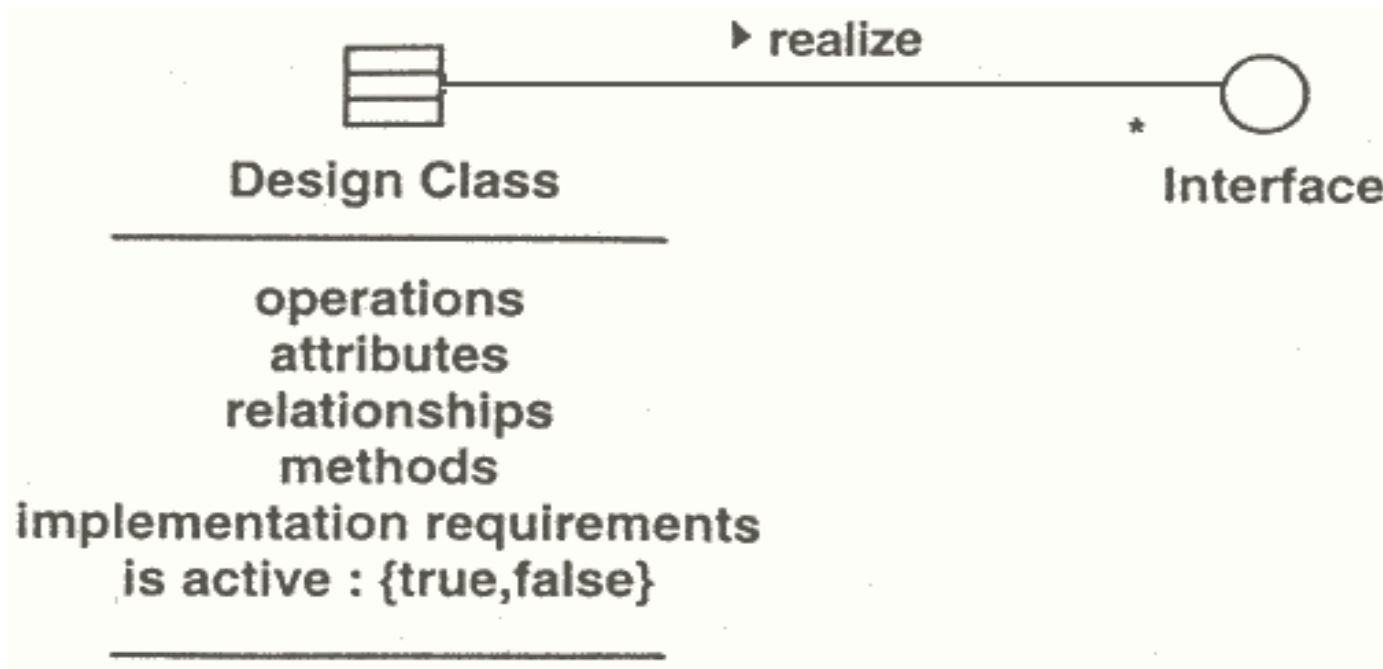 ▶ realize
*
Design Class
Interface
operations
attributes
relationships
methods
implementation requirements
is active : {true,false}